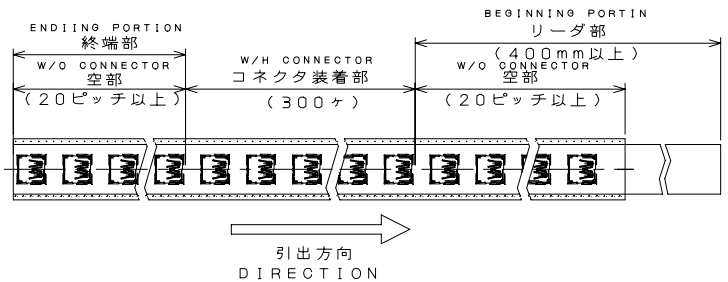 BEGINNING PORTIN
リーダ部
(400mm以上)
ENDIING PORTION
終端部
W/O CONNECTOR
空部
(20ピッチ以上)
W/H CONNECTOR
コネクタ装着部
(300ヶ)
W/O CONNECTOR
空部
(20ピッチ以上)
引出方向
DIRECTION